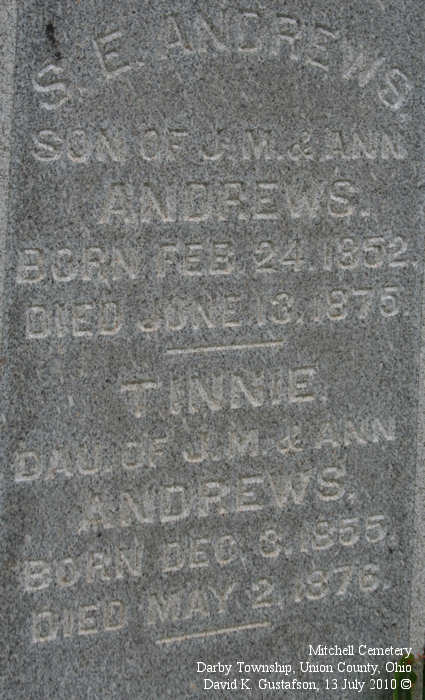 S. E. ANDREWS.
SON OF J. M. & ANN
ANDREWS.
BORN FEB. 24. 1852.
DIED JUNE 13. 1875.
TINNIE.
DAU. OF J. M. & ANN
ANDREWS.
BORN DEC. 8. 1855.
DIED MAY 2, 1876.
Mitchell Cemetery
Darby Township, Union County, Ohio
David K. Gustafson, 13 July 2010 ©